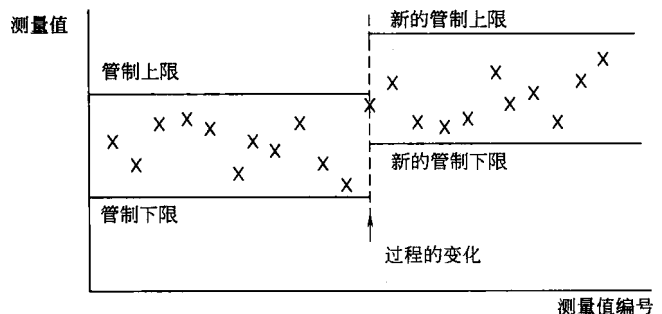 测量值
新的管制上限
管制上限
新的管制下限
管制下限
过程的变化
测量值编号